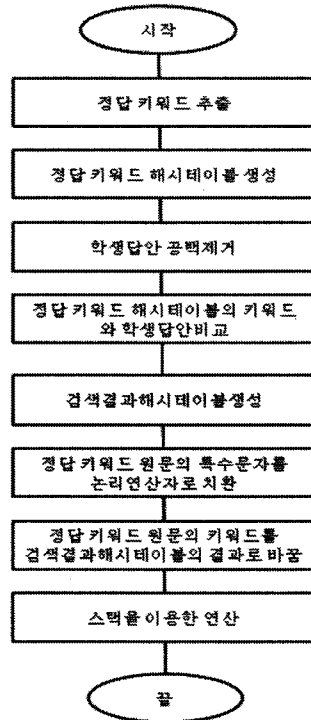 시작
정답 키워드 추출
정답 키워드 해시테이블 생성
학생답안 공백제거
정답 키워드 해시테이블의 키워드
와 학생답안비교
검색결과해시테이블생성
정답 키워드 원문의 특수문자를
논리연산자로 치환
정답 키워드 원문의 키워드를
검색결과해시테이블의 결과로 바꿈
스택을 이용한 연산
끝